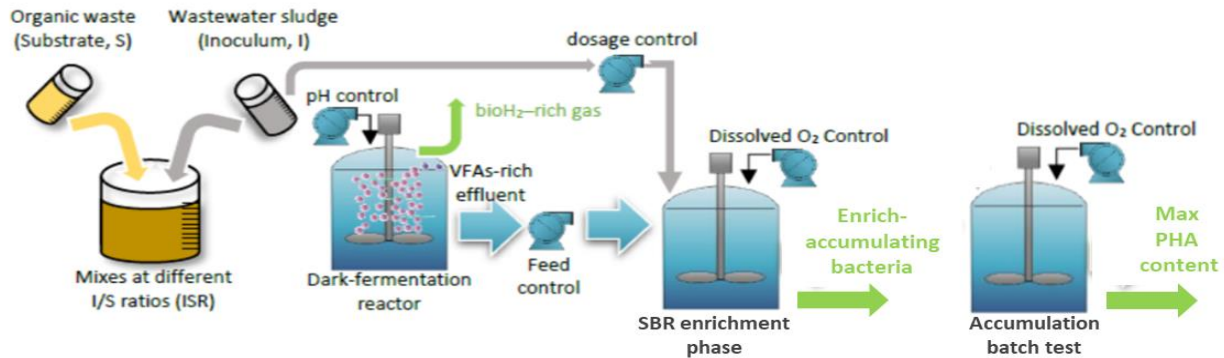 Organic waste
(Substrate, S)
Wastewater sludge
(Inoculum, I)
dosage control
pH control
bioH₂–rich gas
Dissolved O₂ Control
Dissolved O₂ Control
VFAs-rich
effluent
Enrich-
accumulating
bacteria
Max
PHA
content
Mixes at different
I/S ratios (ISR)
Dark-fermentation
reactor
Feed
control
SBR enrichment
phase
Accumulation
batch test